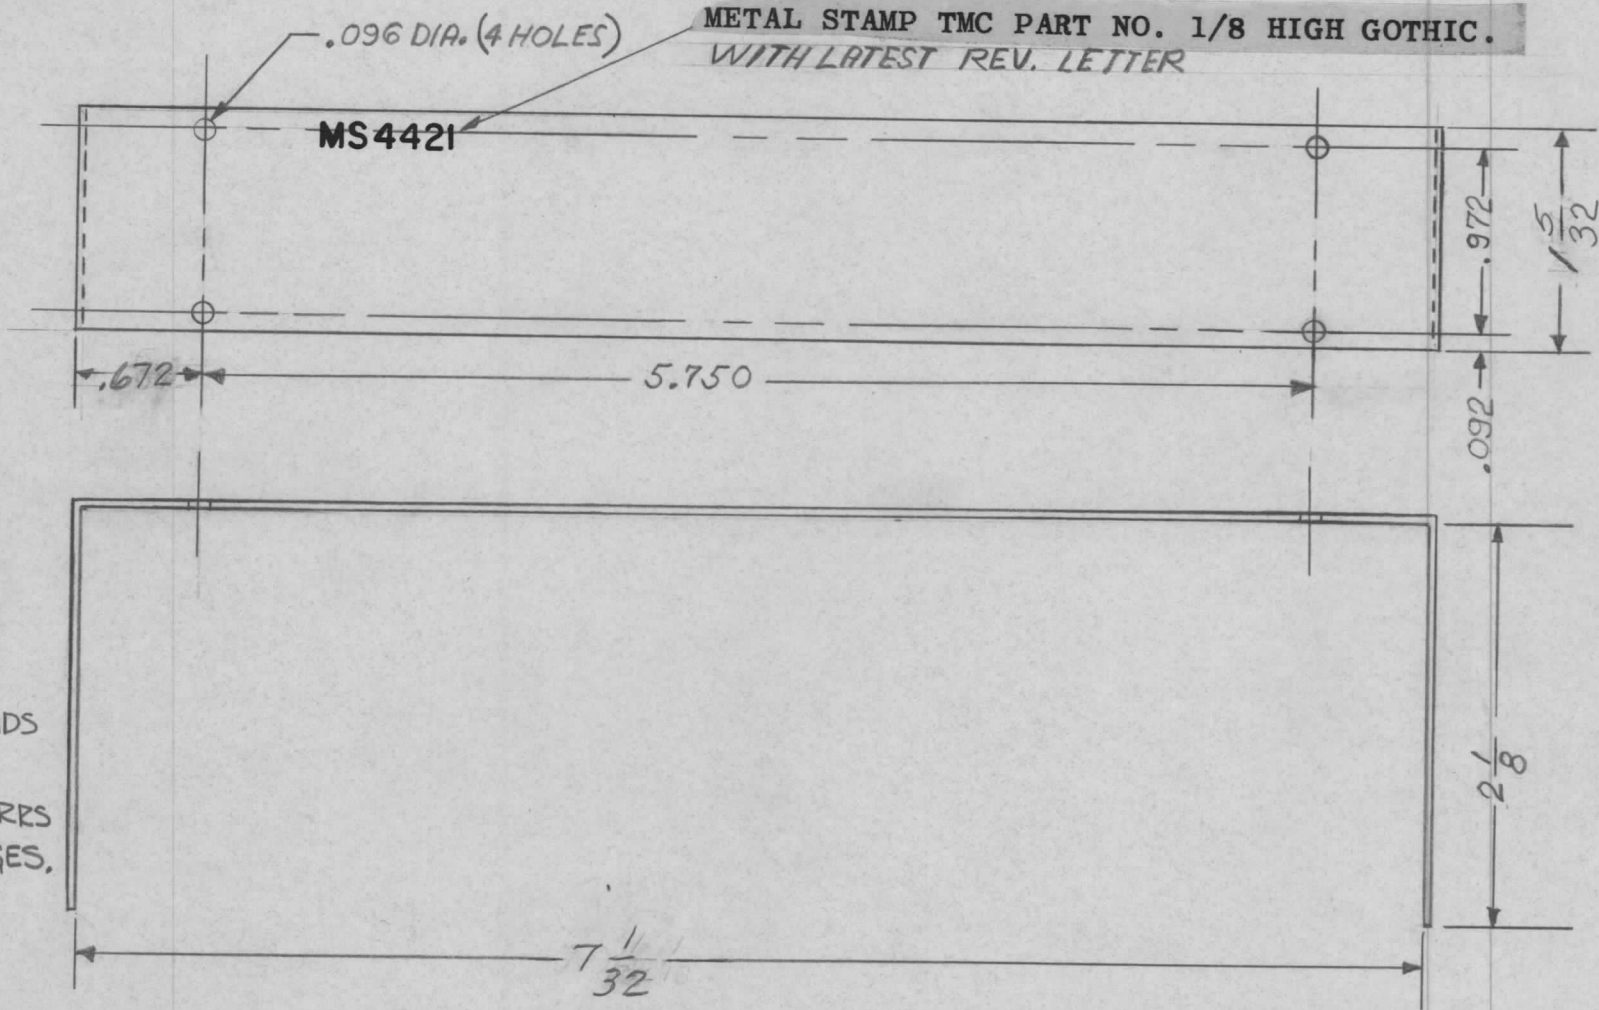 .096 DIA. (4 HOLES)
METAL STAMP TMC PART NO. 1/8 HIGH GOTHIC.
WITH LATEST REV. LETTER
MS4421
.972
1 5/32
.672
5.750
.092
DS
RRS
GES.
2 1/8
7 1/32